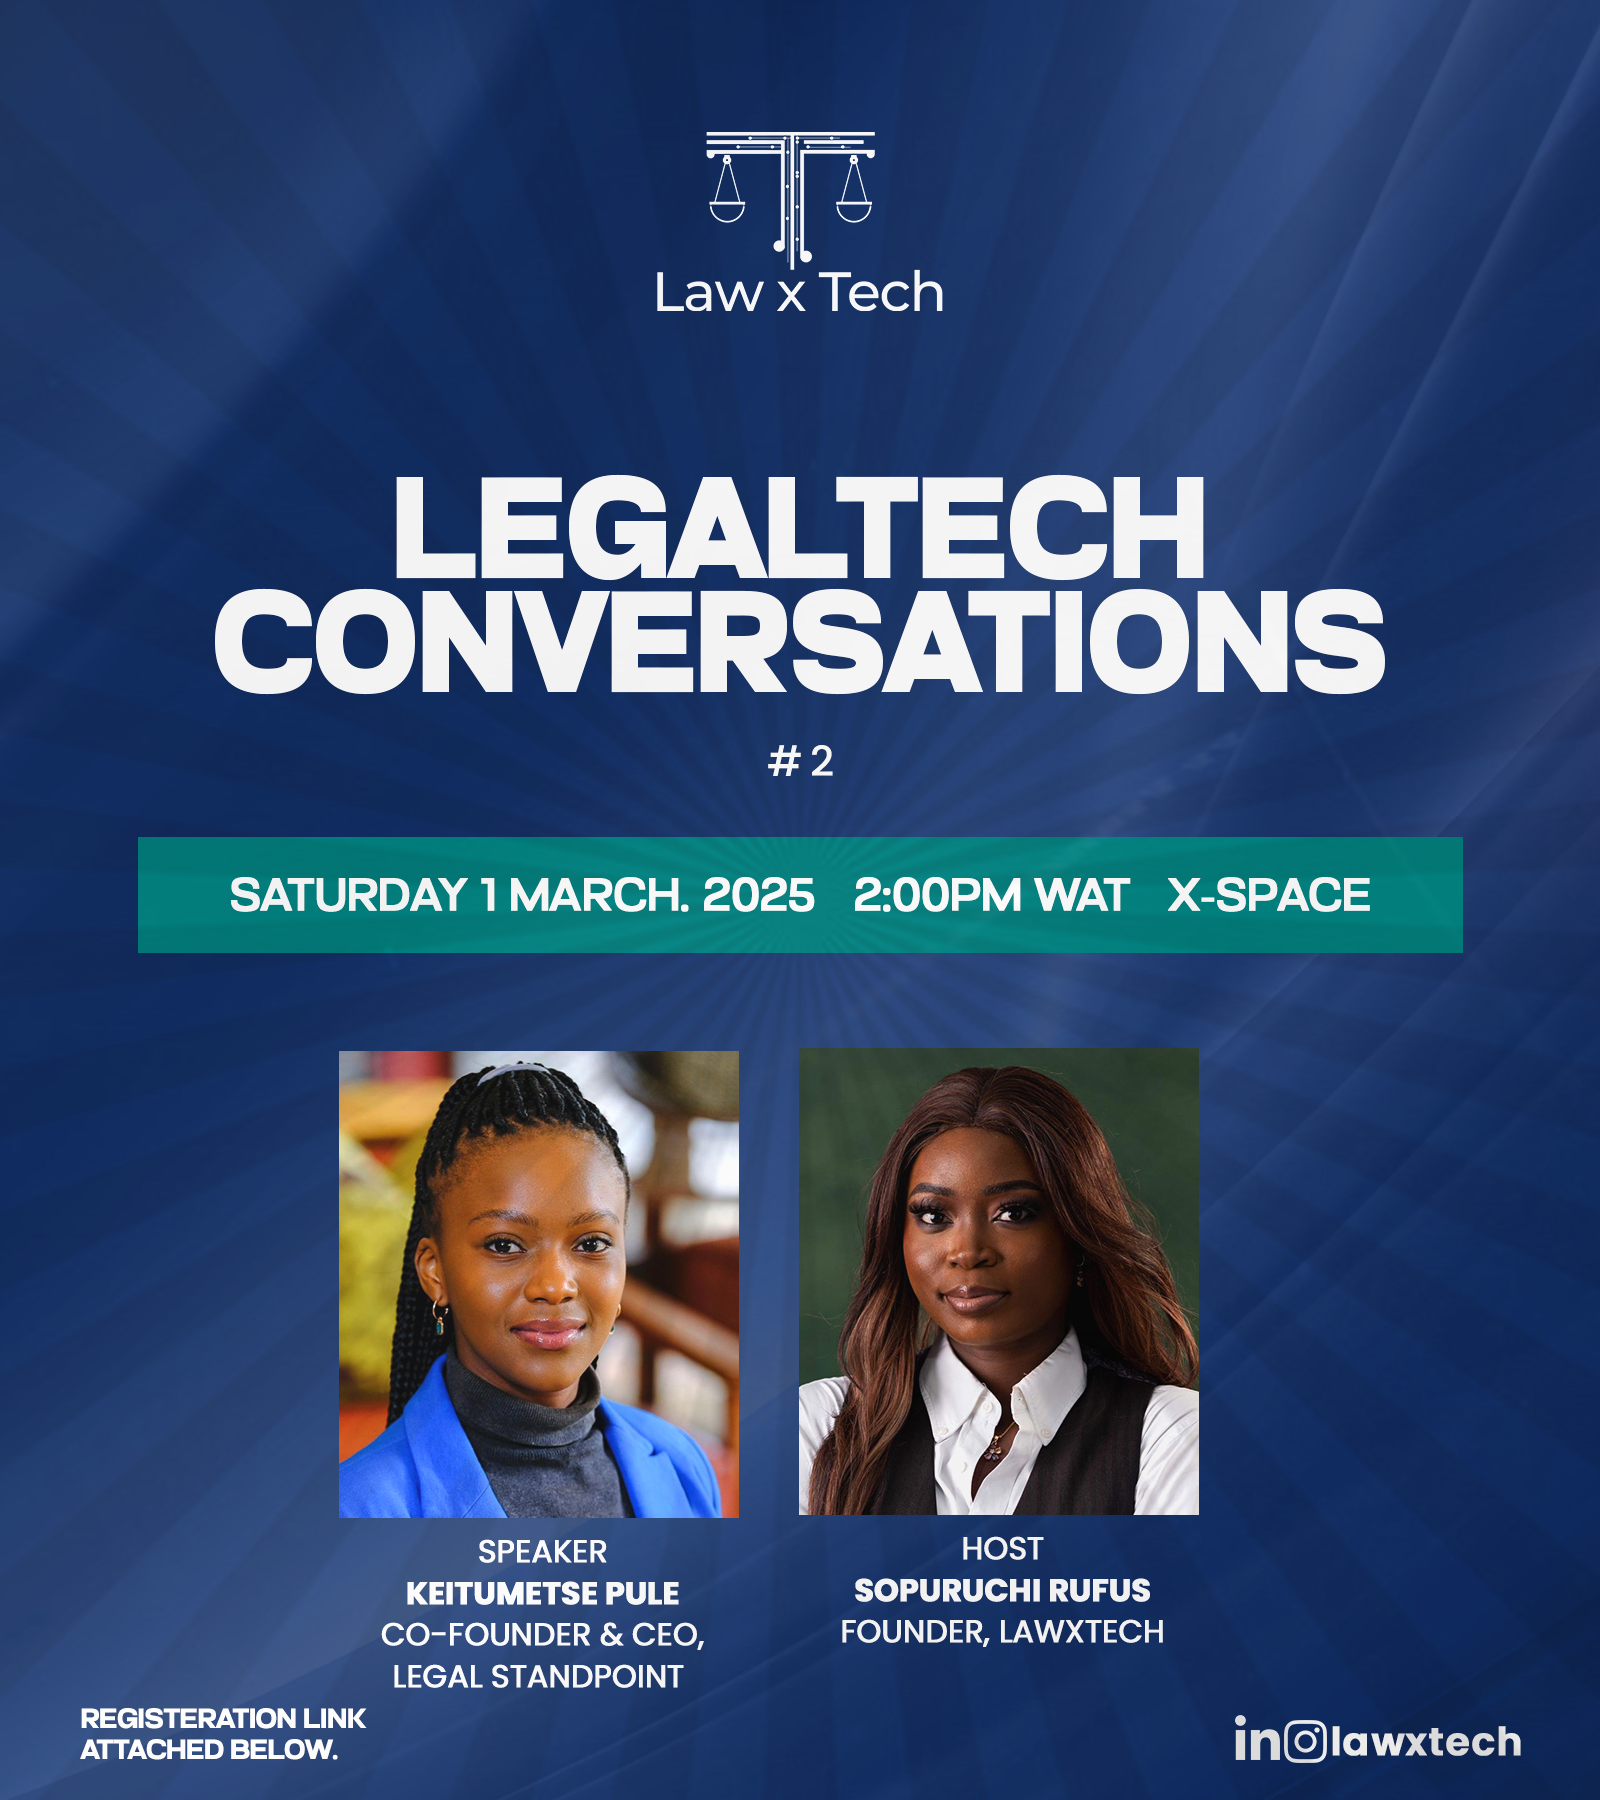 Law x Tech
LEGALTECH
CONVERSATIONS
# 2
SATURDAY 1 MARCH. 2025 2:00PM WAT X-SPACE
SPEAKER
KEITUMETSE PULE
CO-FOUNDER & CEO,
LEGAL STANDPOINT
HOST
SOPURUCHI RUFUS
FOUNDER, LAWXTECH
REGISTERATION LINK
ATTACHED BELOW.
in lawxtech